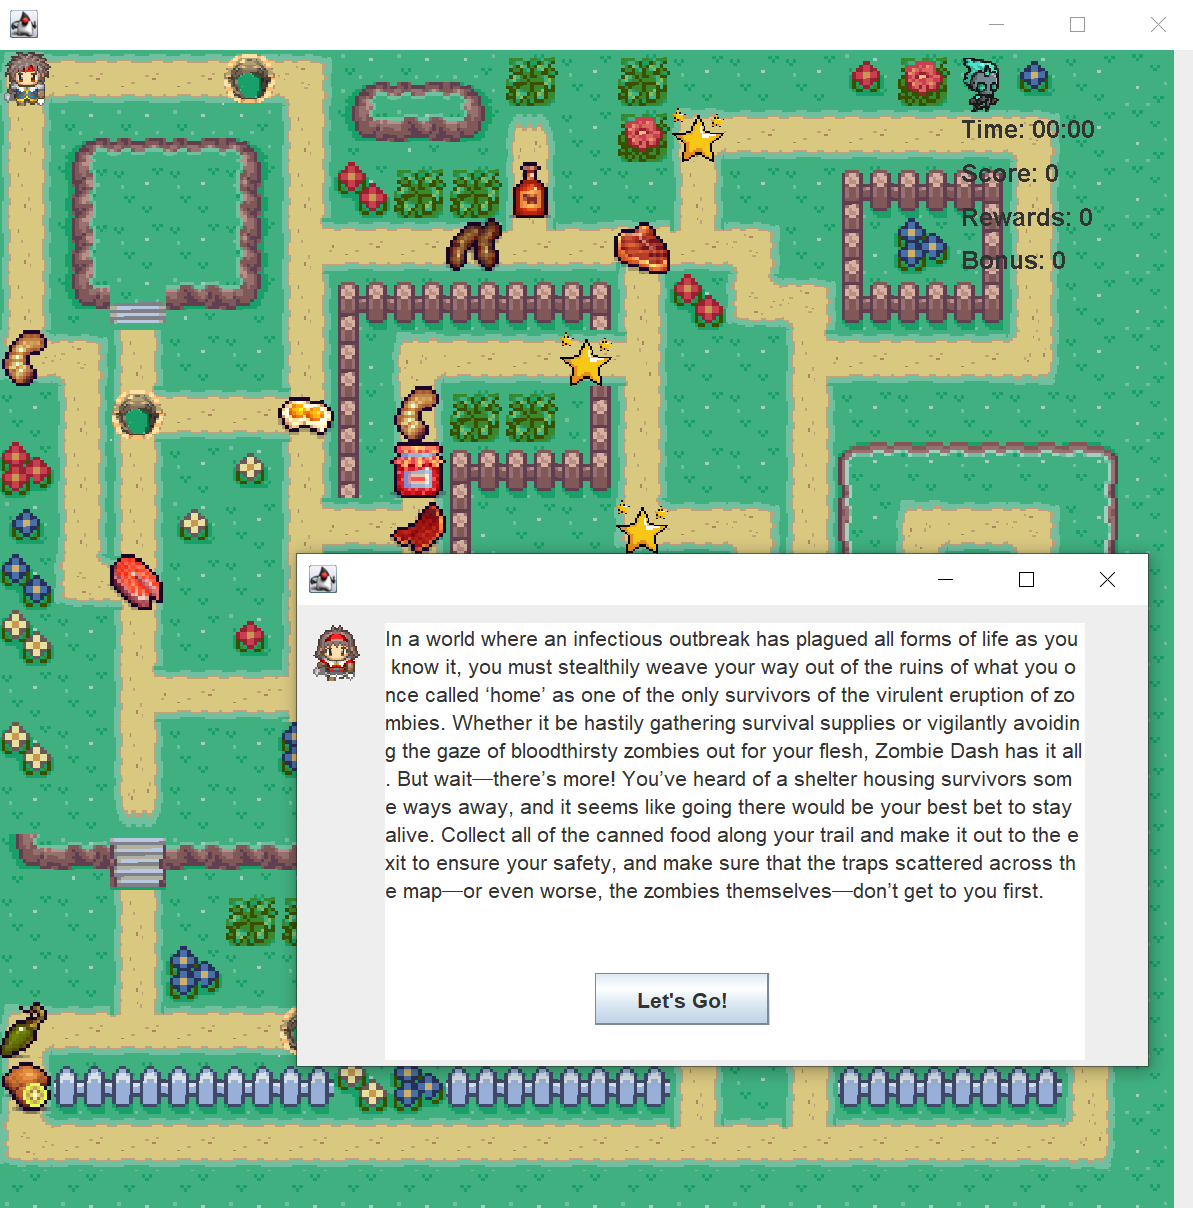 Time: 00:00
Score: 0
Rewards: 0
Bonus: 0
In a world where an infectious outbreak has plagued all forms of life as you
know it, you must stealthily weave your way out of the ruins of what you o
nce called ‘home’ as one of the only survivors of the virulent eruption of zo
mbies. Whether it be hastily gathering survival supplies or vigilantly avoidin
g the gaze of bloodthirsty zombies out for your flesh, Zombie Dash has it all
. But wait—there’s more! You’ve heard of a shelter housing survivors som
e ways away, and it seems like going there would be your best bet to stay
alive. Collect all of the canned food along your trail and make it out to the e
xit to ensure your safety, and make sure that the traps scattered across th
e map—or even worse, the zombies themselves—don’t get to you first.
Let's Go!